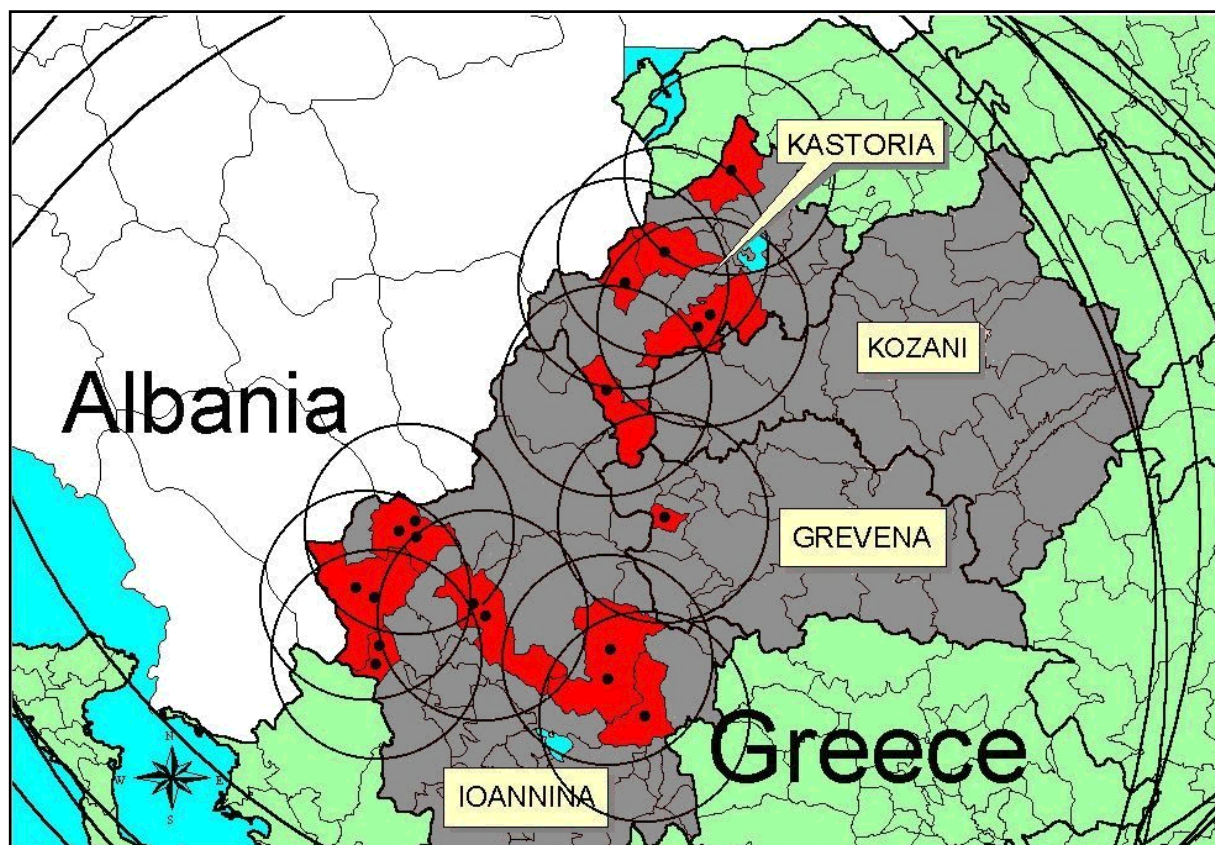 KASTORIA
KOZANI
Albania
GREVENA
Greece
IOANNINA
N
W E
S